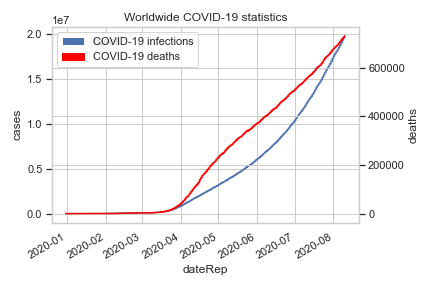 Worldwide COVID-19 statistics
1e7
COVID-19 infections
COVID-19 deaths
2.0
1.5
1.0
0.5
0.0
cases
600000
400000
200000
0
deaths
2020-01
2020-02
2020-03
2020-04
2020-05
2020-06
2020-07
2020-08
dateRep